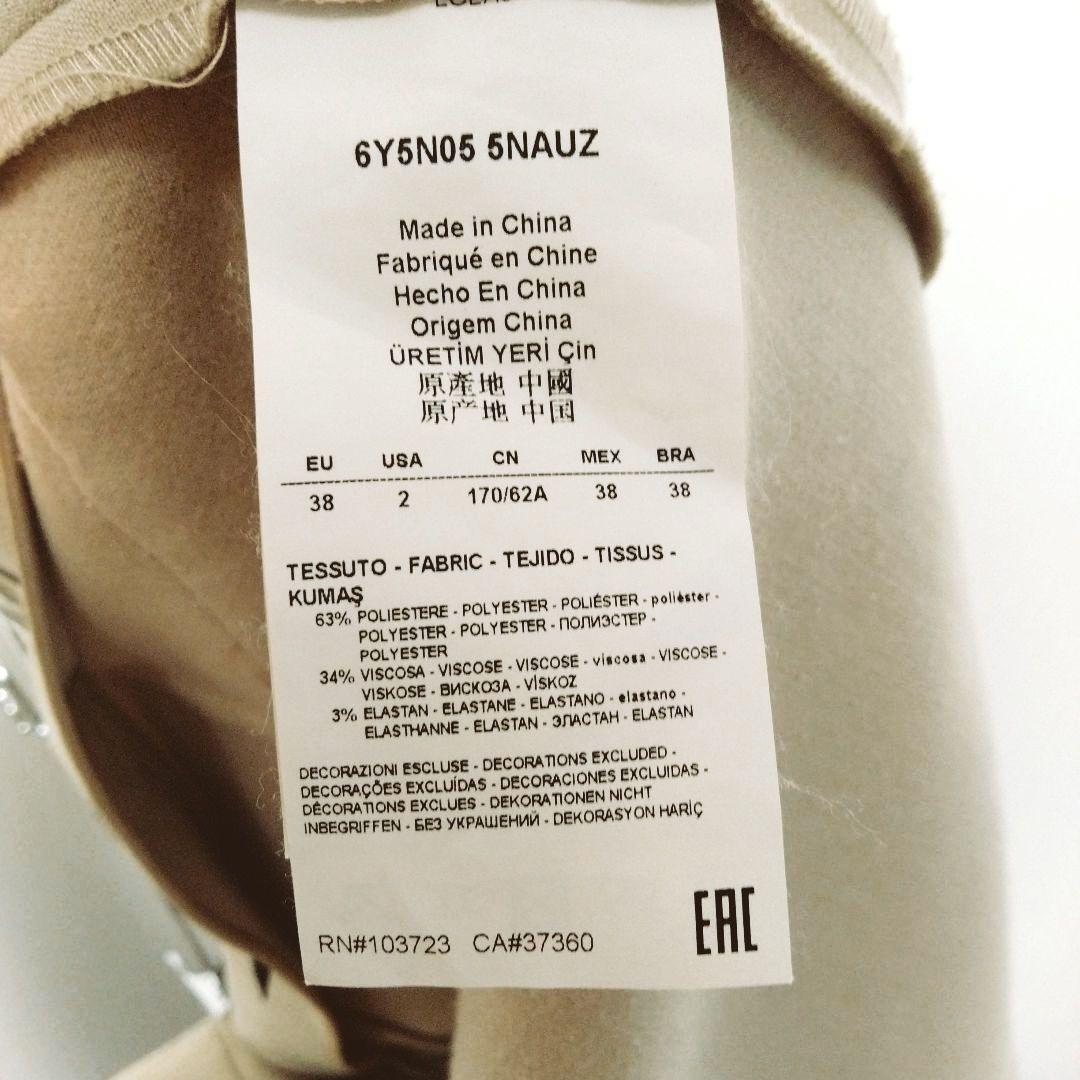 6Y5N05 5NAUZ
Made in China
Fabriqué en Chine
Hecho En China
Origem China
ÜRETİM YERİ Çin
原產地 中國
原产地 中国
EU USA CN MEX BRA
38 2 170/62A 38 38
TESSUTO - FABRIC - TEJIDO - TISSUS -
KUMAŞ
63% POLIESTERE - POLYESTER - POLIÉSTER - poliéster -
POLYESTER - POLYESTER - ПОЛИЭСТЕР -
POLYESTER
34% VISCOSA - VISCOSE - VISCOSE - viscosa - VISCOSE -
VISKOSE - ВИСКОЗА - VİSKOZ
3% ELASTAN - ELASTANE - ELASTANO - elastano -
ELASTHANNE - ELASTAN - ЭЛАСТАН - ELASTAN
DECORAZIONI ESCLUSE - DECORATIONS EXCLUDED -
DECORAÇÕES EXCLUÍDAS - DECORACIONES EXCLUIDAS -
DÉCORATIONS EXCLUES - DEKORATIONEN NICHT
INBEGRIFFEN - БЕЗ УКРАШЕНИЙ - DEKORASYON HARİÇ
EAC
RN#103723 CA#37360